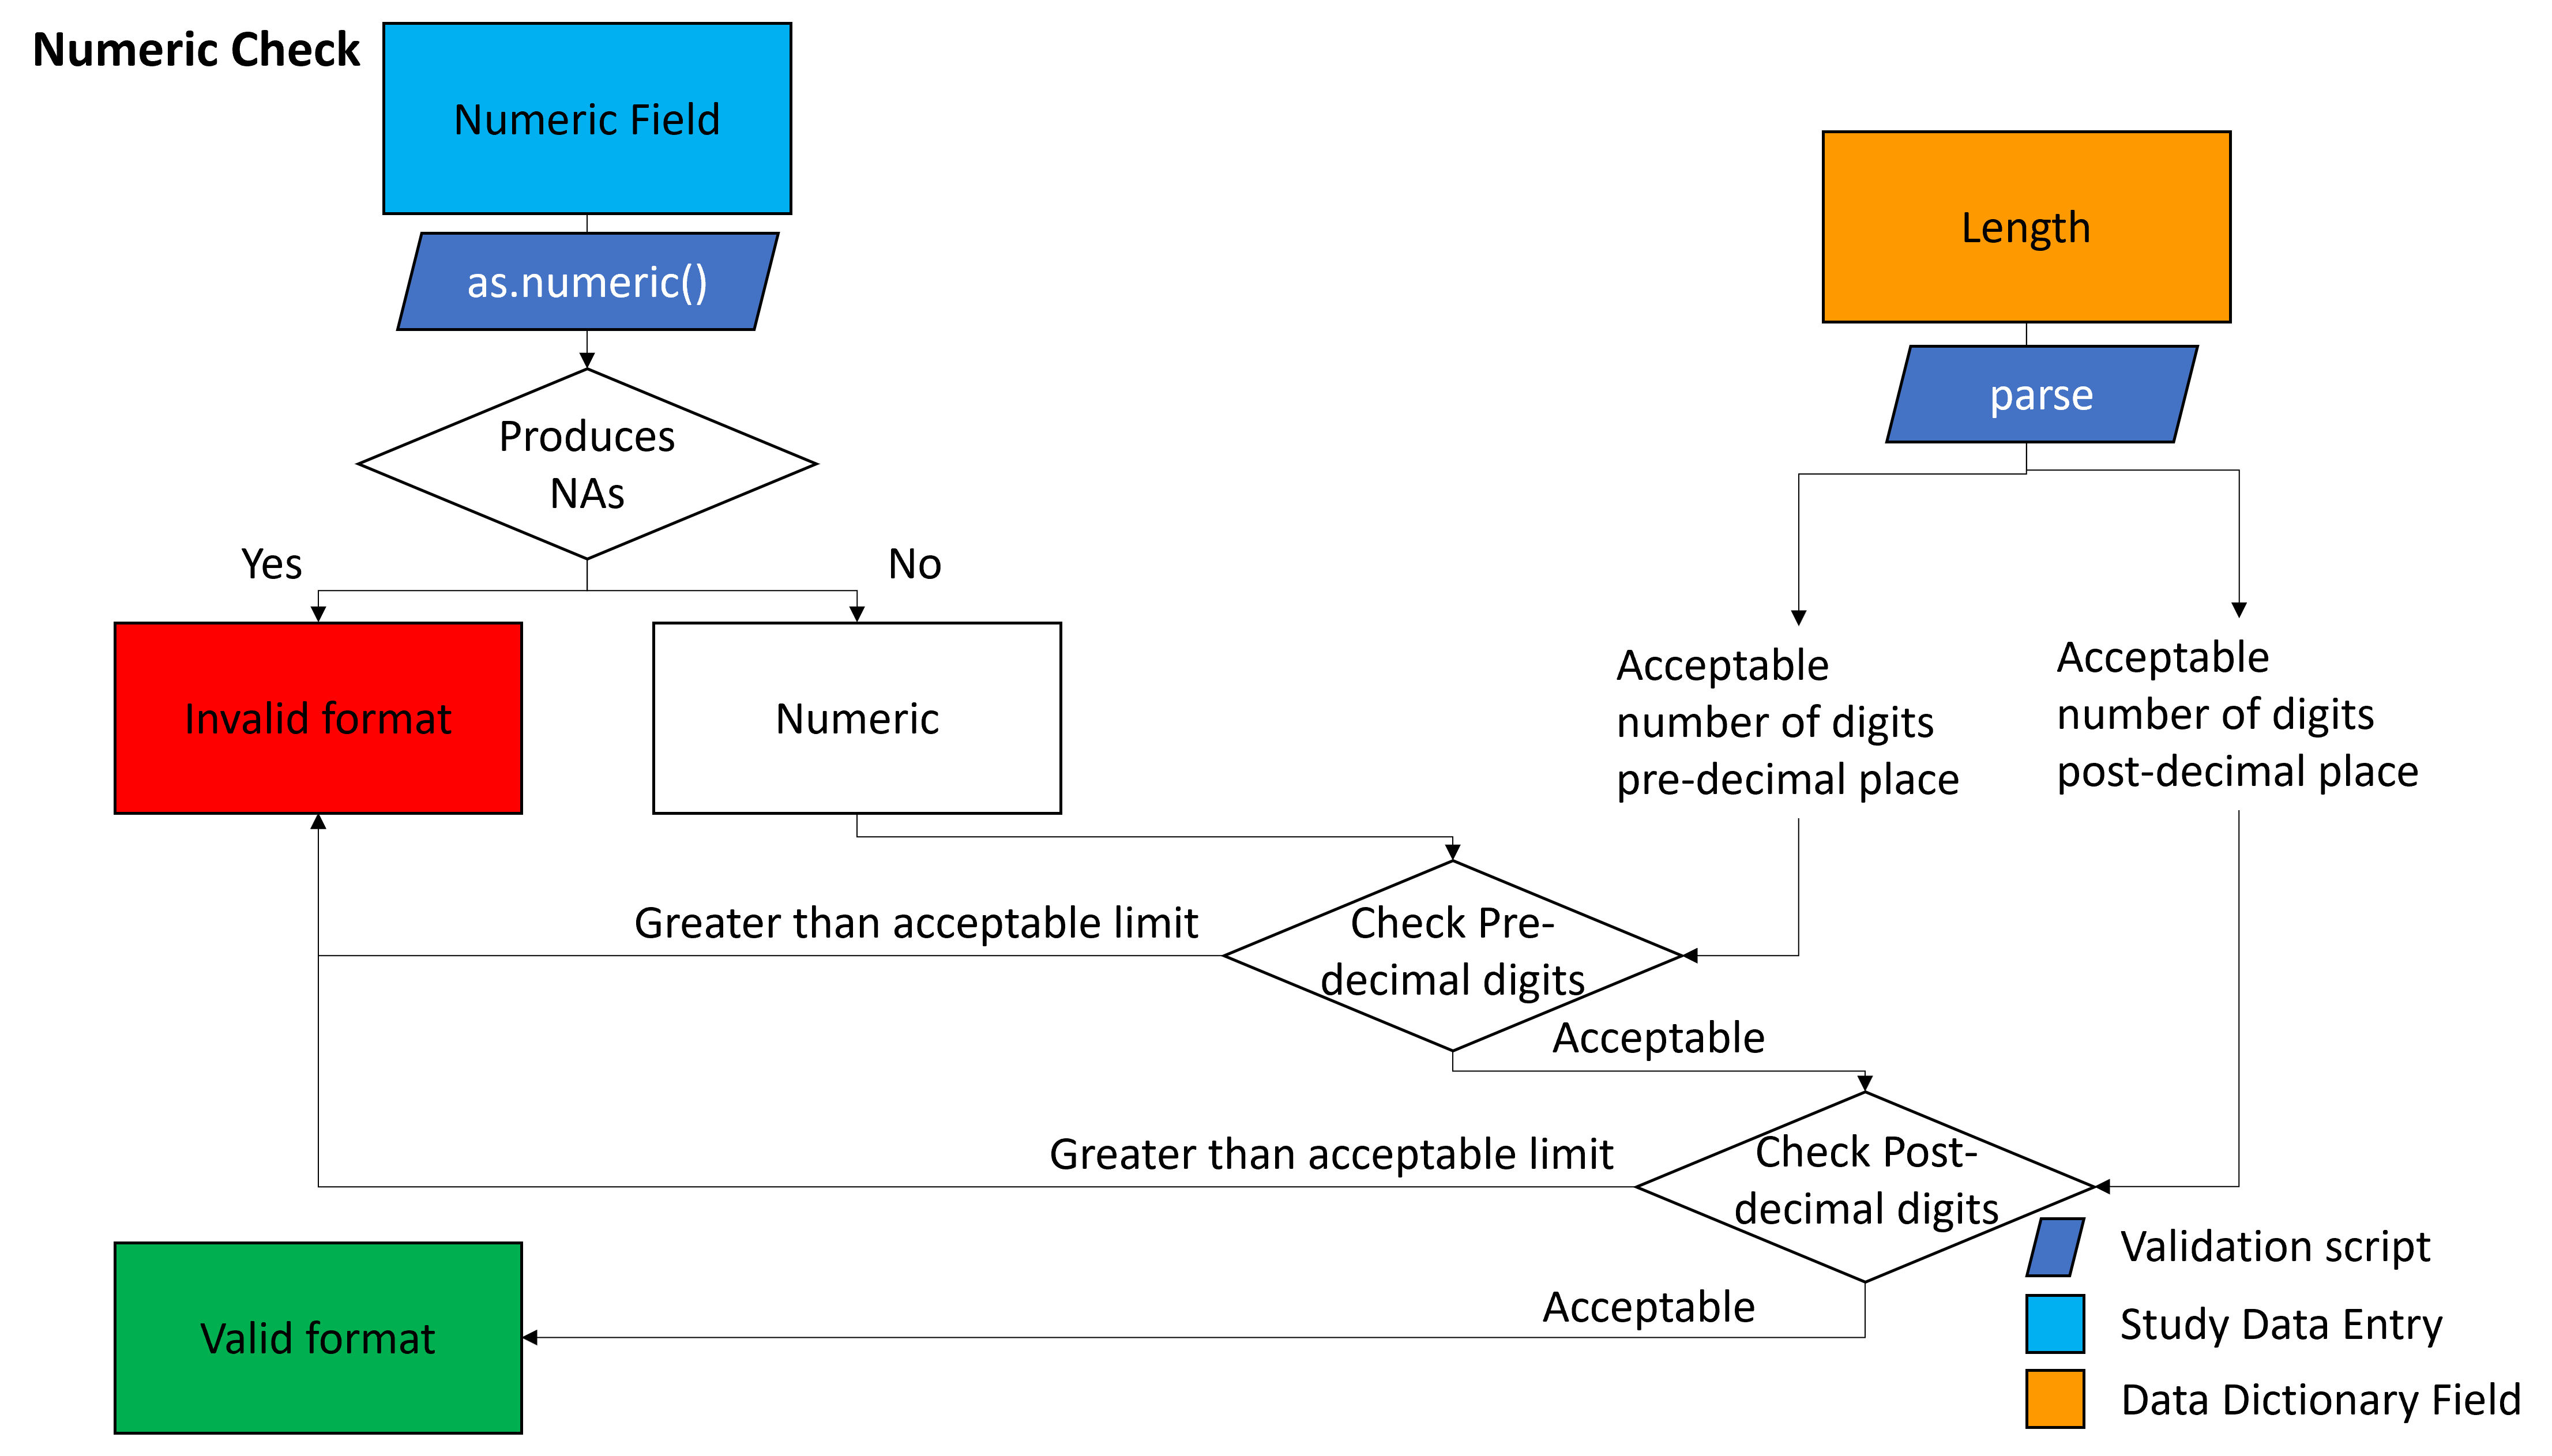 Numeric Check
Numeric Field
Length
as.numeric()
parse
Produces
NAs
Yes
No
Invalid format
Numeric
Acceptable
number of digits
pre-decimal place
Acceptable
number of digits
post-decimal place
Greater than acceptable limit
Check Pre-
decimal digits
Acceptable
Greater than acceptable limit
Check Post-
decimal digits
Acceptable
Valid format
Validation script
Study Data Entry
Data Dictionary Field